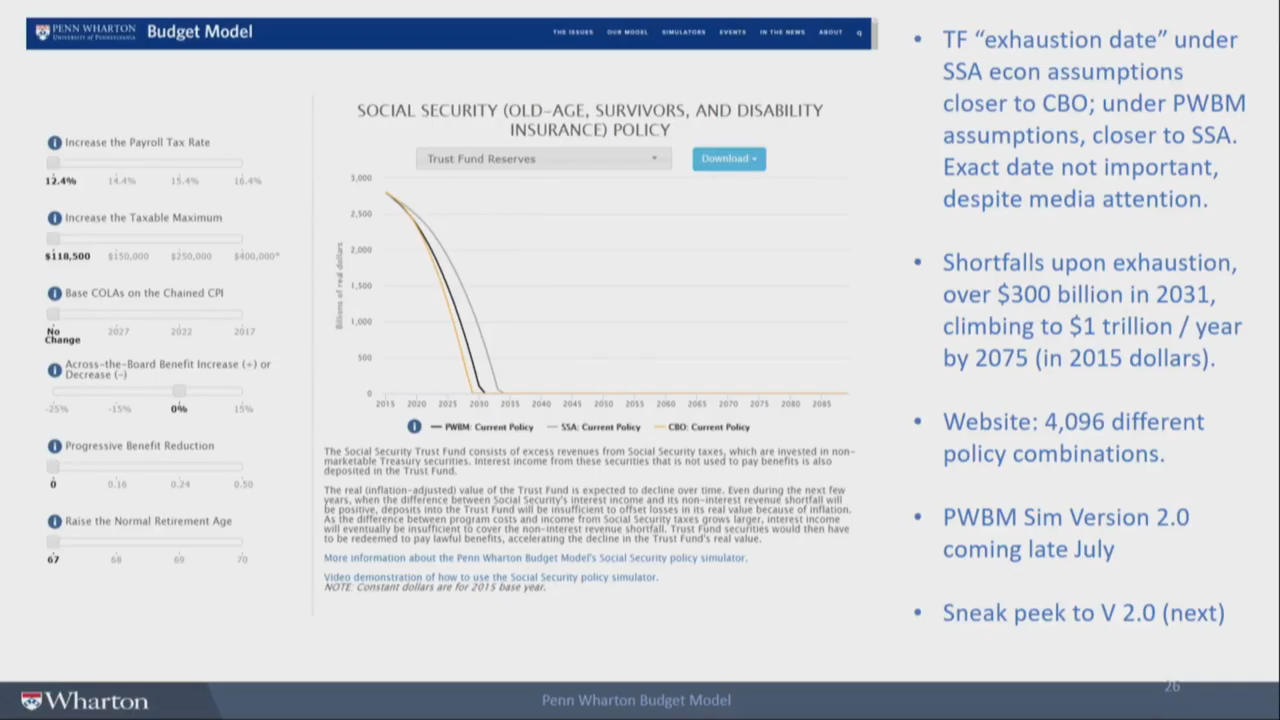 PENN WHARTON
UNIVERSITY of PENNSYLVANIA
Budget Model
THE ISSUES OUR MODEL SIMULATORS EVENTS IN THE NEWS ABOUT
Increase the Payroll Tax Rate
12.4% 14.4% 15.4% 16.4%
Increase the Taxable Maximum
$118,500 $150,000 $250,000 $400,000*
Base COLAs on the Chained CPI
No Change 2027 2022 2017
Across-the-Board Benefit Increase (+) or
Decrease (-)
-25% -15% 0% 15%
Progressive Benefit Reduction
0 0.16 0.24 0.50
Raise the Normal Retirement Age
67 68 69 70
SOCIAL SECURITY (OLD-AGE, SURVIVORS, AND DISABILITY
INSURANCE) POLICY
Trust Fund Reserves
Download
Billions of real dollars
3,000
2,500
2,000
1,500
1,000
500
0
2015 2020 2025 2030 2035 2040 2045 2050 2055 2060 2065 2070 2075 2080 2085
PWBM: Current Policy SSA: Current Policy CBO: Current Policy
The Social Security Trust Fund consists of excess revenues from Social Security taxes, which are invested in non-
marketable Treasury securities. Interest income from these securities that is not used to pay benefits is also
deposited in the Trust Fund.
The real (inflation-adjusted) value of the Trust Fund is expected to decline over time. Even during the next few
years, when the difference between Social Security's interest income and its non-interest revenue shortfall will
be positive, deposits into the Trust Fund will be insufficient to offset losses in its real value because of inflation.
As the difference between program costs and income from Social Security taxes grows larger, interest income
will eventually be insufficient to cover the non-interest revenue shortfall. Trust Fund securities would then have
to be redeemed to pay lawful benefits, accelerating the decline in the Trust Fund's real value.
More information about the Penn Wharton Budget Model's Social Security policy simulator.
Video demonstration of how to use the Social Security policy simulator.
NOTE: Constant dollars are for 2015 base year.
• TF “exhaustion date” under
SSA econ assumptions
closer to CBO; under PWBM
assumptions, closer to SSA.
Exact date not important,
despite media attention.
• Shortfalls upon exhaustion,
over $300 billion in 2031,
climbing to $1 trillion / year
by 2075 (in 2015 dollars).
• Website: 4,096 different
policy combinations.
• PWBM Sim Version 2.0
coming late July
• Sneak peek to V 2.0 (next)
Wharton
Penn Wharton Budget Model
26